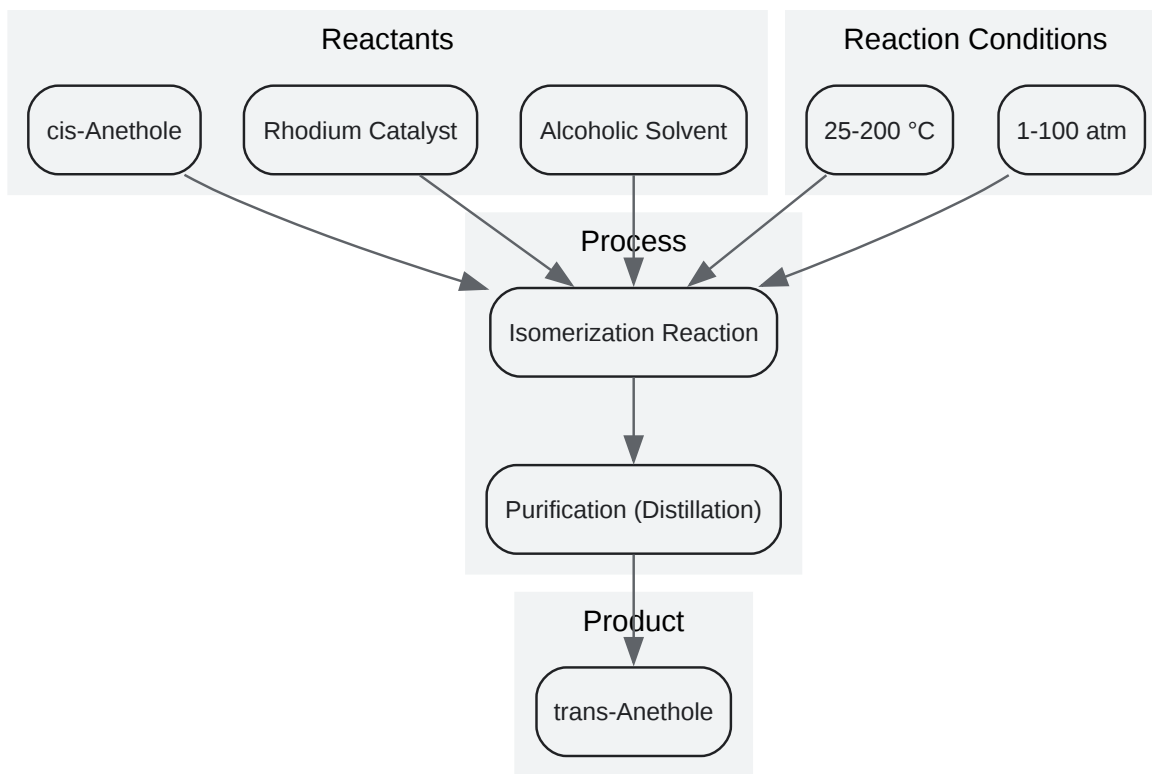 Reactants
Reaction Conditions
cis-Anethole
Rhodium Catalyst
Alcoholic Solvent
25-200 °C
1-100 atm
Process
Isomerization Reaction
Purification (Distillation)
Product
trans-Anethole